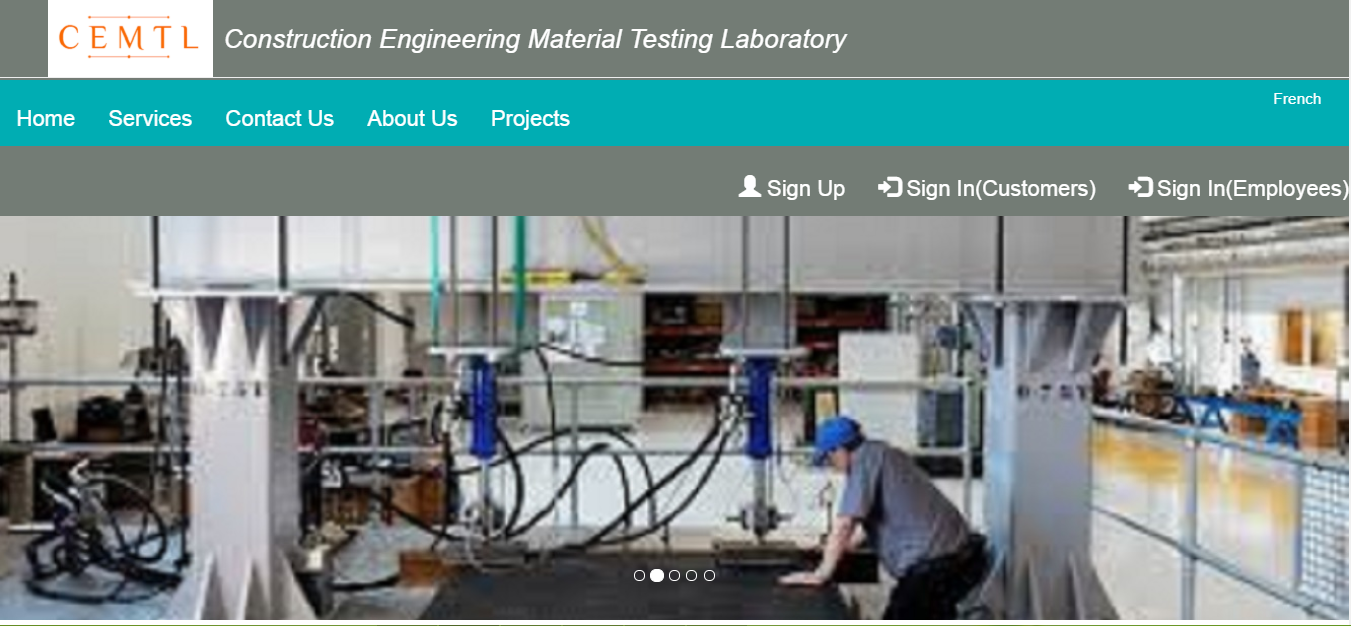 CEMTL
Construction Engineering Material Testing Laboratory
French
Home Services Contact Us About Us Projects
Sign Up Sign In(Customers) Sign In(Employees)